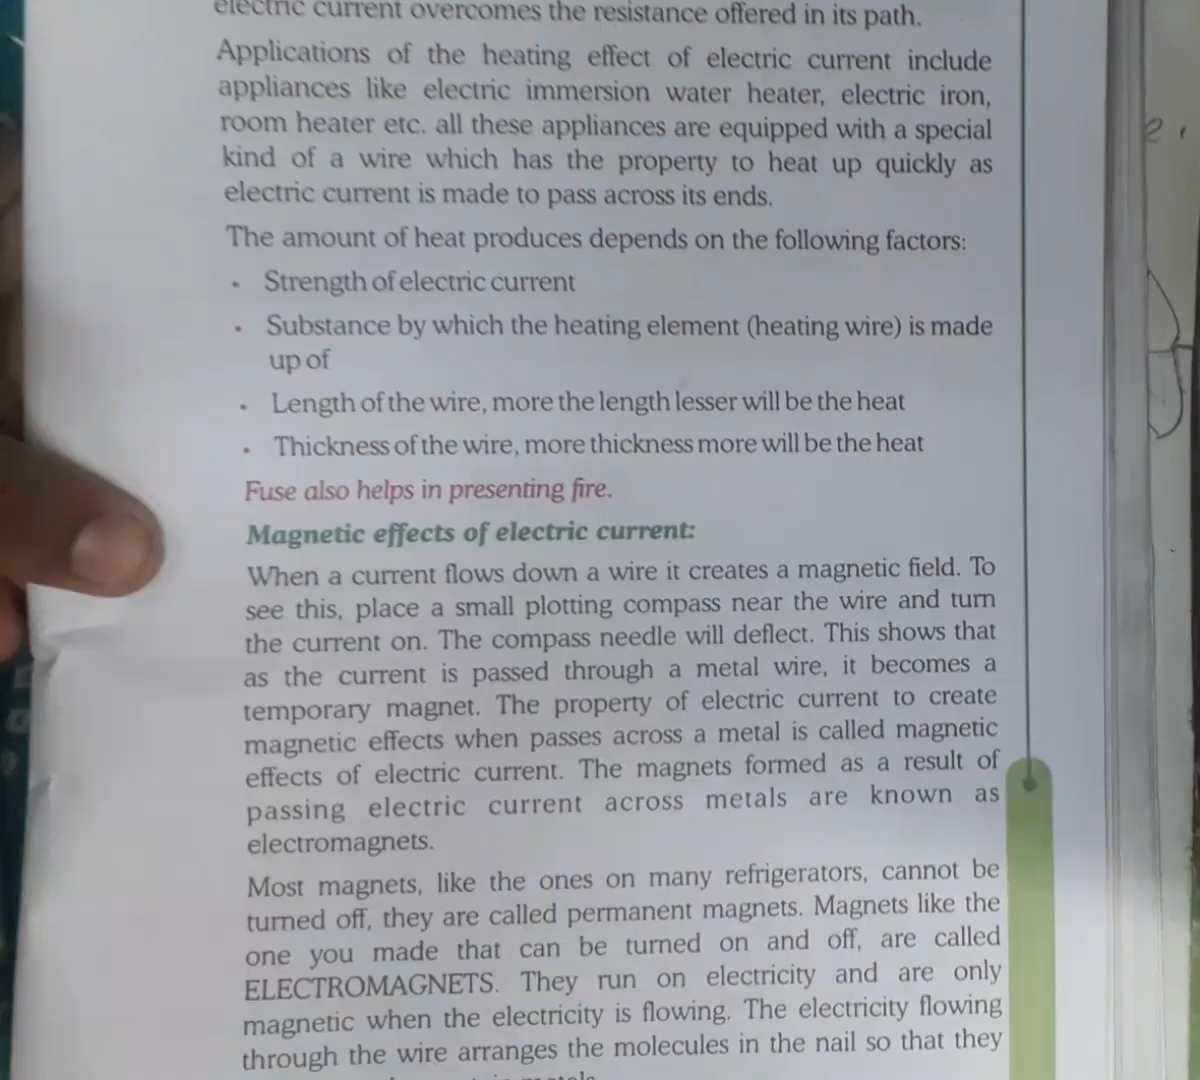 electric current overcomes the resistance offered in its path.
Applications of the heating effect of electric current include
appliances like electric immersion water heater, electric iron,
room heater etc. all these appliances are equipped with a special
kind of a wire which has the property to heat up quickly as
electric current is made to pass across its ends.
The amount of heat produces depends on the following factors:
• Strength of electric current
• Substance by which the heating element (heating wire) is made
up of
• Length of the wire, more the length lesser will be the heat
• Thickness of the wire, more thickness more will be the heat
Fuse also helps in presenting fire.
Magnetic effects of electric current:
When a current flows down a wire it creates a magnetic field. To
see this, place a small plotting compass near the wire and turn
the current on. The compass needle will deflect. This shows that
as the current is passed through a metal wire, it becomes a
temporary magnet. The property of electric current to create
magnetic effects when passes across a metal is called magnetic
effects of electric current. The magnets formed as a result of
passing electric current across metals are known as
electromagnets.
Most magnets, like the ones on many refrigerators, cannot be
turned off, they are called permanent magnets. Magnets like the
one you made that can be turned on and off, are called
ELECTROMAGNETS. They run on electricity and are only
magnetic when the electricity is flowing. The electricity flowing
through the wire arranges the molecules in the nail so that they